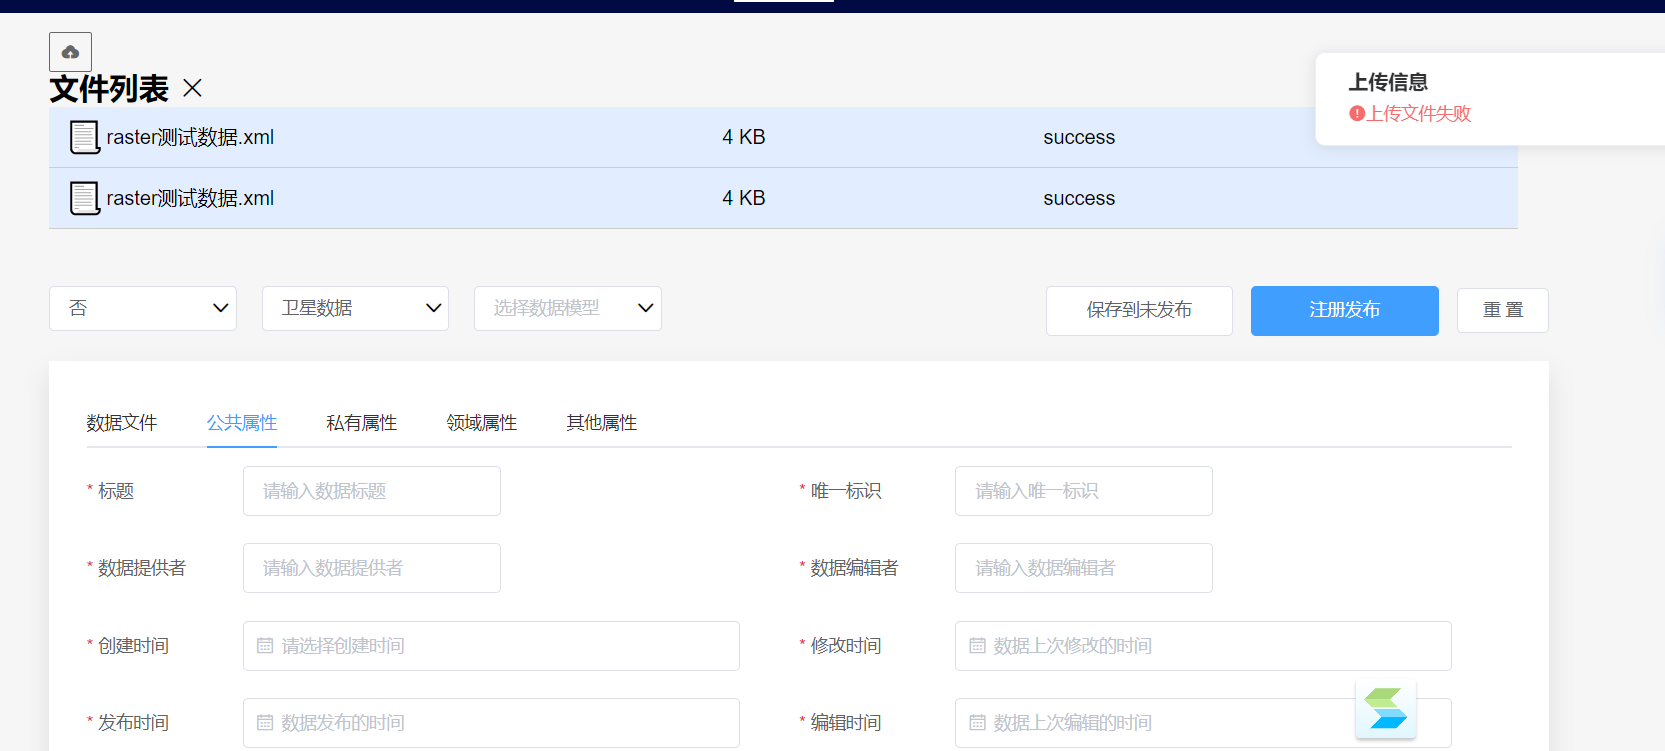 文件列表
上传信息
上传文件失败
raster测试数据.xml 4 KB success
raster测试数据.xml 4 KB success
否 卫星数据 选择数据模型 保存到未发布 注册发布 重 置
数据文件 公共属性 私有属性 领域属性 其他属性
* 标题 请输入数据标题 * 唯一标识 请输入唯一标识
* 数据提供者 请输入数据提供者 * 数据编辑者 请输入数据编辑者
* 创建时间 请选择创建时间 * 修改时间 数据上次修改的时间
* 发布时间 数据发布的时间 * 编辑时间 数据上次编辑的时间